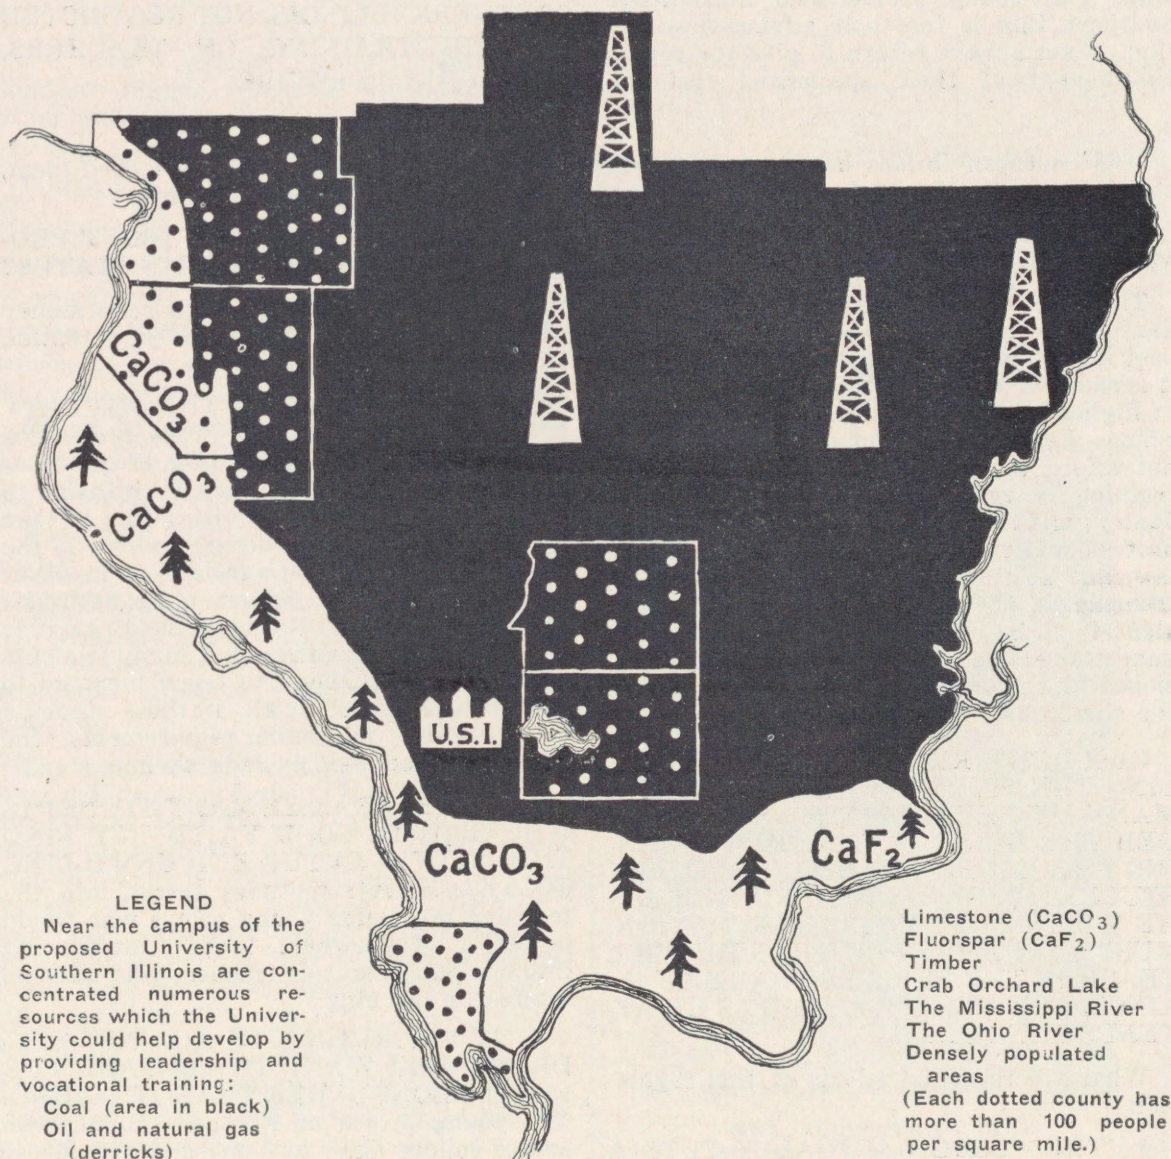 CaCO₃
CaCO₃
U.S.I.
CaCO₃
CaF₂
LEGEND
Near the campus of the
proposed University of
Southern Illinois are con-
centrated numerous re-
sources which the Univer-
sity could help develop by
providing leadership and
vocational training:
Coal (area in black)
Oil and natural gas
(derricks)
Limestone (CaCO₃)
Fluorspar (CaF₂)
Timber
Crab Orchard Lake
The Mississippi River
The Ohio River
Densely populated
areas
(Each dotted county has
more than 100 people
per square mile.)